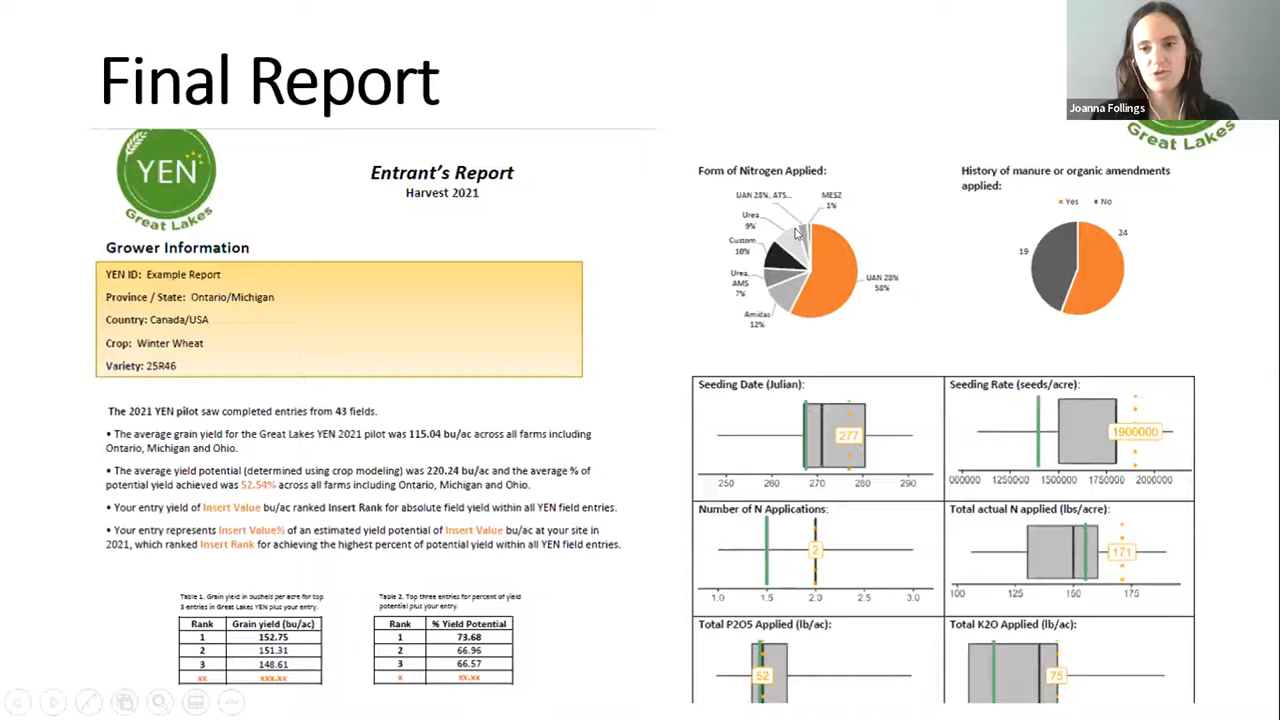 Final Report
Joanna Follings
YEN
Great Lakes
Entrant's Report
Harvest 2021
Grower Information
YEN ID: Example Report
Province / State: Ontario/Michigan
Country: Canada/USA
Crop: Winter Wheat
Variety: 25R46
The 2021 YEN pilot saw completed entries from 43 fields.
• The average grain yield for the Great Lakes YEN 2021 pilot was 115.04 bu/ac across all farms including
Ontario, Michigan and Ohio.
• The average yield potential (determined using crop modeling) was 220.24 bu/ac and the average % of
potential yield achieved was 52.54% across all farms including Ontario, Michigan and Ohio.
• Your entry yield of Insert Value bu/ac ranked Insert Rank for absolute field yield within all YEN field entries.
• Your entry represents Insert Value% of an estimated yield potential of Insert Value bu/ac at your site in
2021, which ranked Insert Rank for achieving the highest percent of potential yield within all YEN field entries.
Table 1. Grain yield in bushels per acre for top
3 entries in Great Lakes YEN plus your entry.
Rank Grain yield (bu/ac)
1 152.75
2 151.31
3 148.61
xx xxx.xx
Table 2. Top three entries for percent of yield
potential plus your entry.
Rank % Yield Potential
1 73.68
2 66.96
3 66.57
x xx.xx
Great Lakes
Form of Nitrogen Applied:
UAN 28%, ATS...
MESZ
1%
Urea
9%
Custom
10%
Urea,
AMS
7%
Amidas
12%
UAN 28%
58%
History of manure or organic amendments
applied:
Yes No
24
19
Seeding Date (Julian):
277
250 260 270 280 290
Seeding Rate (seeds/acre):
1900000
000000 1250000 1500000 1750000 2000000
Number of N Applications:
2
1.0 1.5 2.0 2.5 3.0
Total actual N applied (lbs/acre):
171
100 125 150 175
Total P2O5 Applied (lb/ac):
52
Total K2O Applied (lb/ac):
75